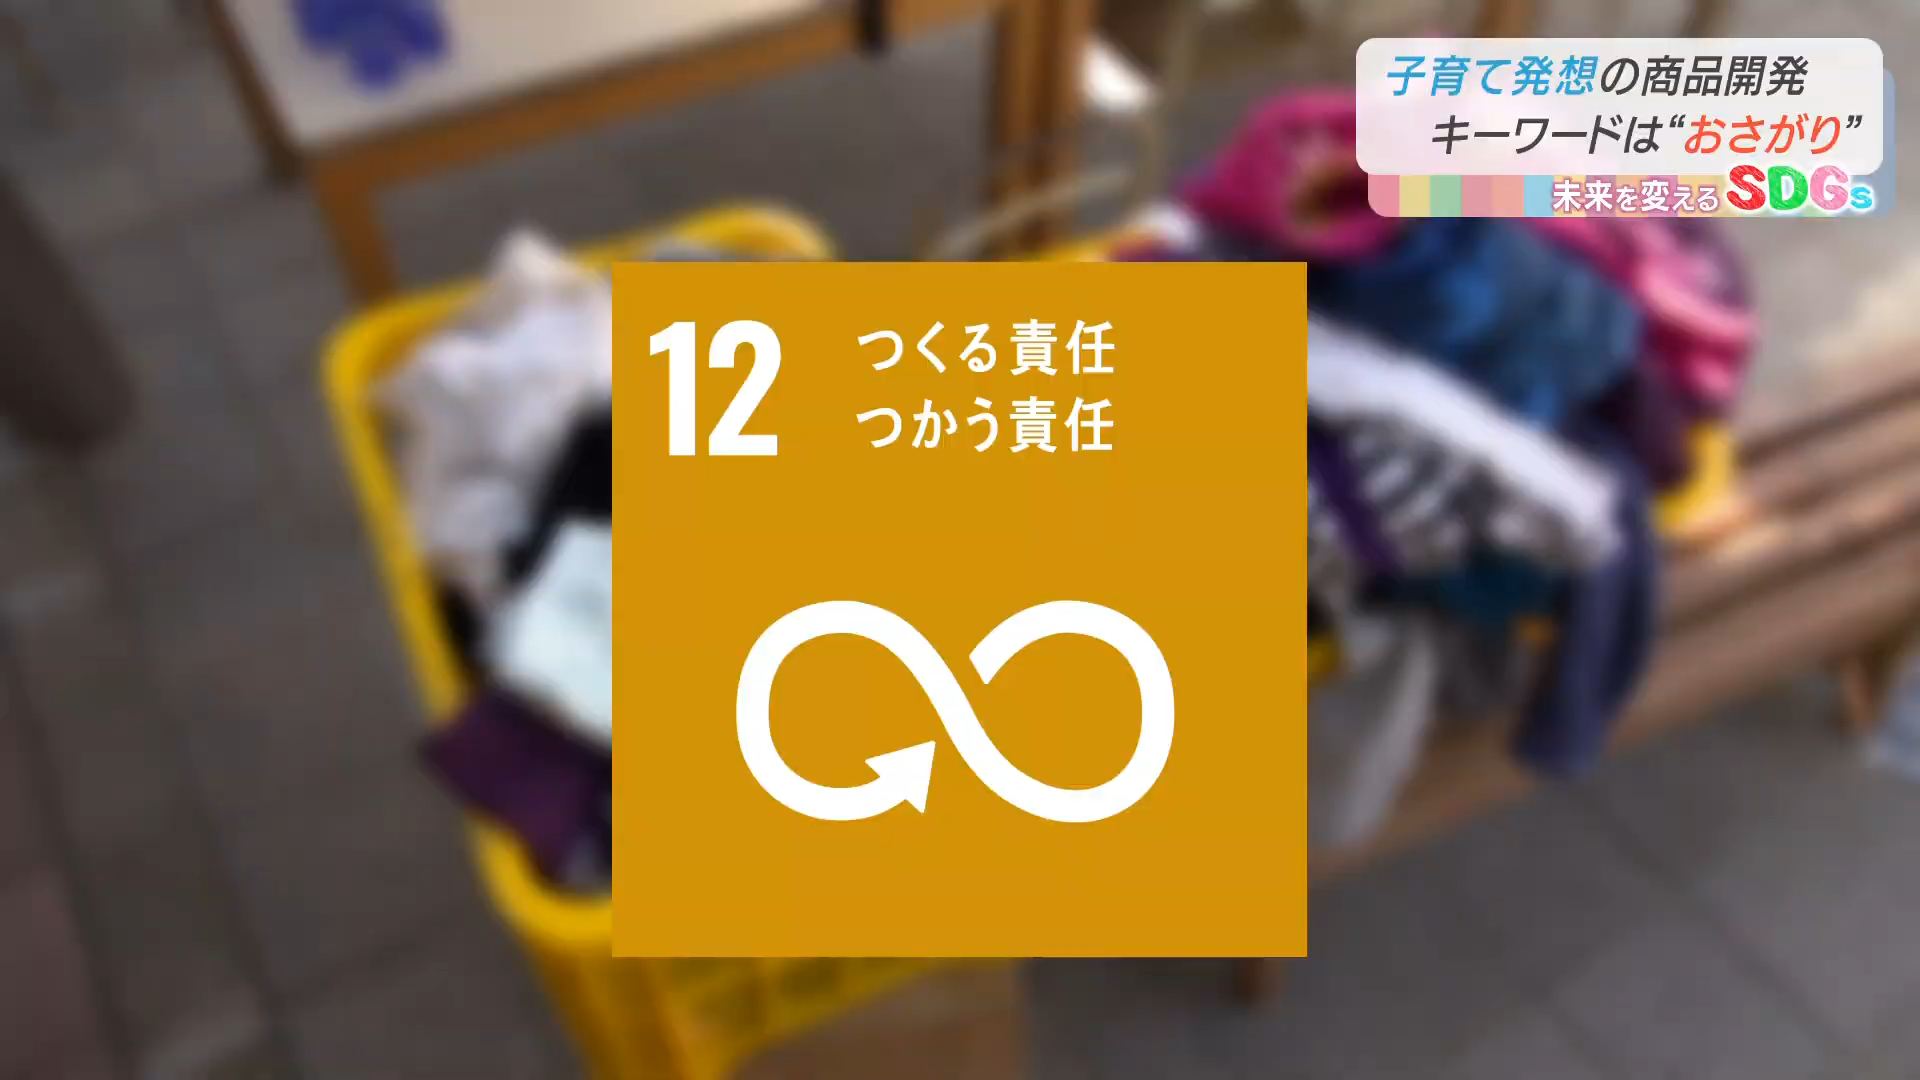 子育て発想の商品開発
キーワードは“おさがり”
未来を変えるSDGs
12
つくる責任
つかう責任